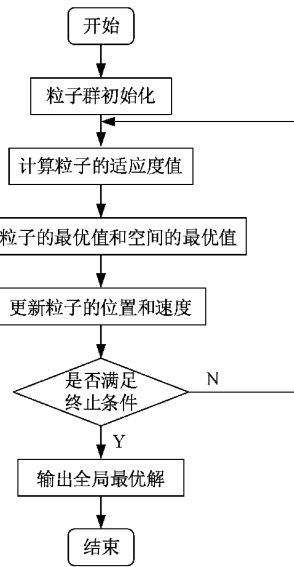 开始
粒子群初始化
计算粒子的适应度值
粒子的最优值和空间的最优值
更新粒子的位置和速度
是否满足
终止条件
N
Y
输出全局最优解
结束